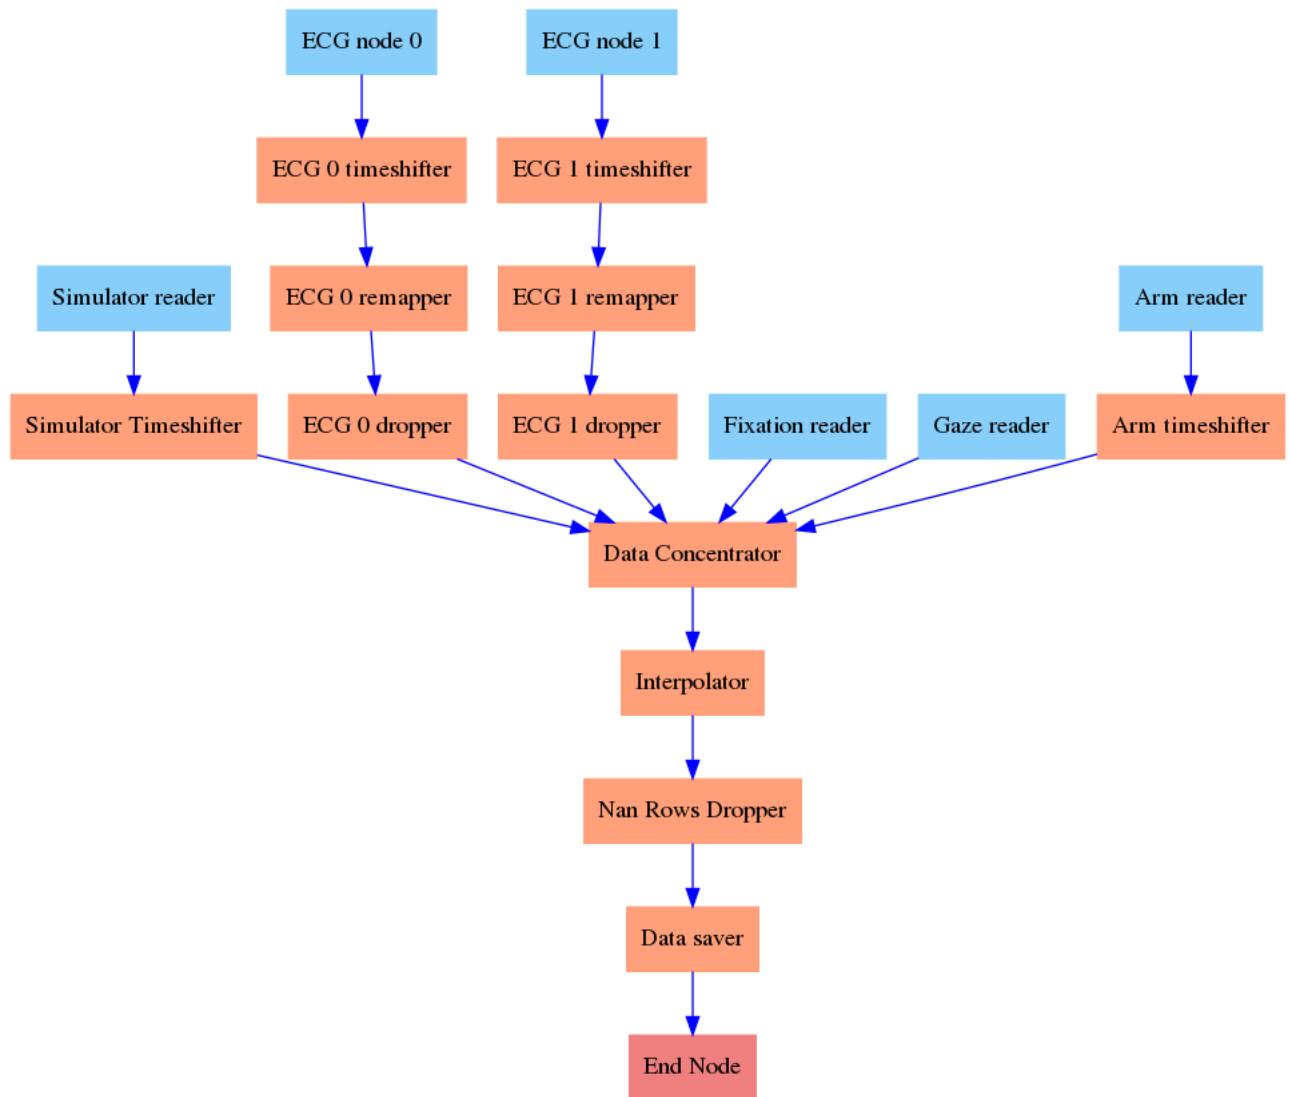 ECG node 0
ECG node 1
ECG 0 timeshifter
ECG 1 timeshifter
Simulator reader
ECG 0 remapper
ECG 1 remapper
Arm reader
Simulator Timeshifter
ECG 0 dropper
ECG 1 dropper
Fixation reader
Gaze reader
Arm timeshifter
Data Concentrator
Interpolator
Nan Rows Dropper
Data saver
End Node